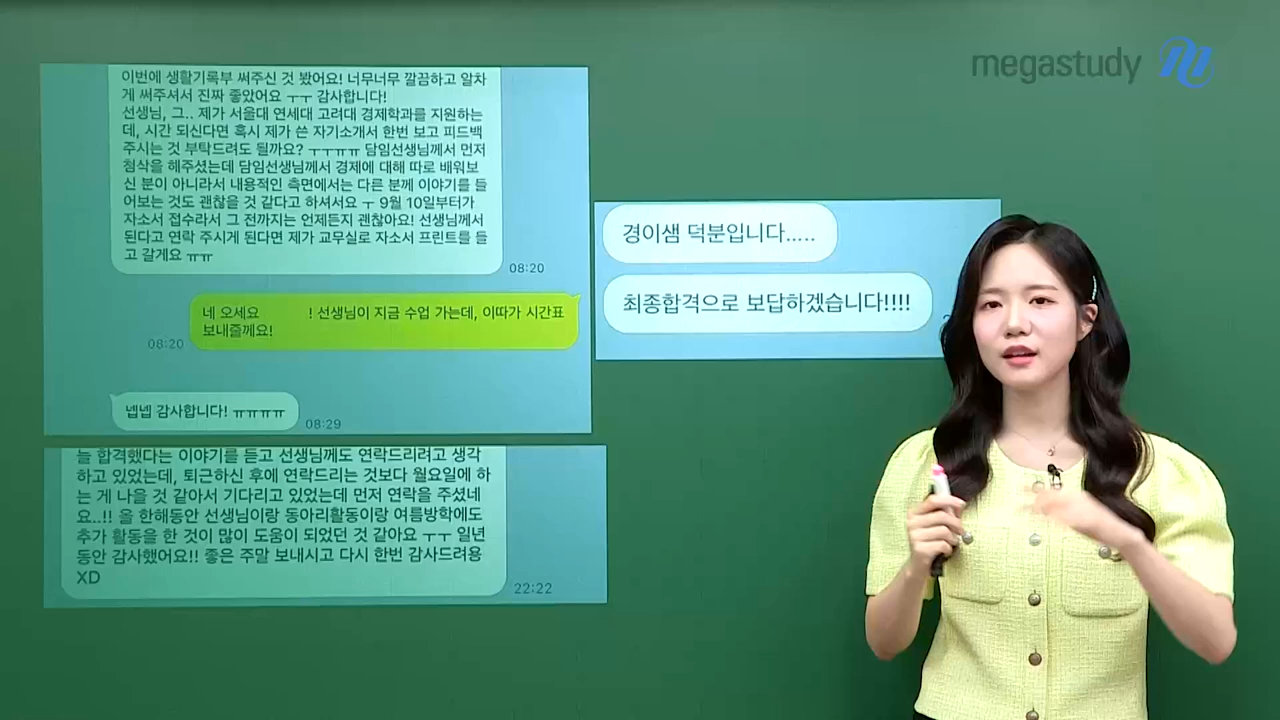 megastudy
이번에 생활기록부 써주신 것 봤어요! 너무너무 깔끔하고 알차
게 써주셔서 진짜 좋았어요 ㅜㅜ 감사합니다!
선생님, 그.. 제가 서울대 연세대 고려대 경제학과를 지원하는
데, 시간 되신다면 혹시 제가 쓴 자기소개서 한번 보고 피드백
주시는 것 부탁드려도 될까요? ㅜㅜㅠㅠ 담임선생님께서 먼저
첨삭을 해주셨는데 담임선생님께서 경제에 대해 따로 배워보
신 분이 아니라서 내용적인 측면에서는 다른 분께 이야기를 들
어보는 것도 괜찮을 것 같다고 하셔서요 ㅜ 9월 10일부터가
자소서 접수라서 그 전까지는 언제든지 괜찮아요! 선생님께서
된다고 연락 주시게 된다면 제가 교무실로 자소서 프린트를 들
고 갈게요 ㅠㅠ
08:20
네 오세요 ! 선생님이 지금 수업 가는데, 이따가 시간표
보내줄께요!
08:20
넵넵 감사합니다! ㅠㅠㅠㅠ
08:29
늘 합격했다는 이야기를 듣고 선생님께도 연락드리려고 생각
하고 있었는데, 퇴근하신 후에 연락드리는 것보다 월요일에 하
는 게 나을 것 같아서 기다리고 있었는데 먼저 연락을 주셨네
요..!! 올 한해동안 선생님이랑 동아리활동이랑 여름방학에도
추가 활동을 한 것이 많이 도움이 되었던 것 같아요 ㅜㅜ 일년
동안 감사했어요!! 좋은 주말 보내시고 다시 한번 감사드려용
XD
22:22
경이샘 덕분입니다.....
최종합격으로 보답하겠습니다!!!!